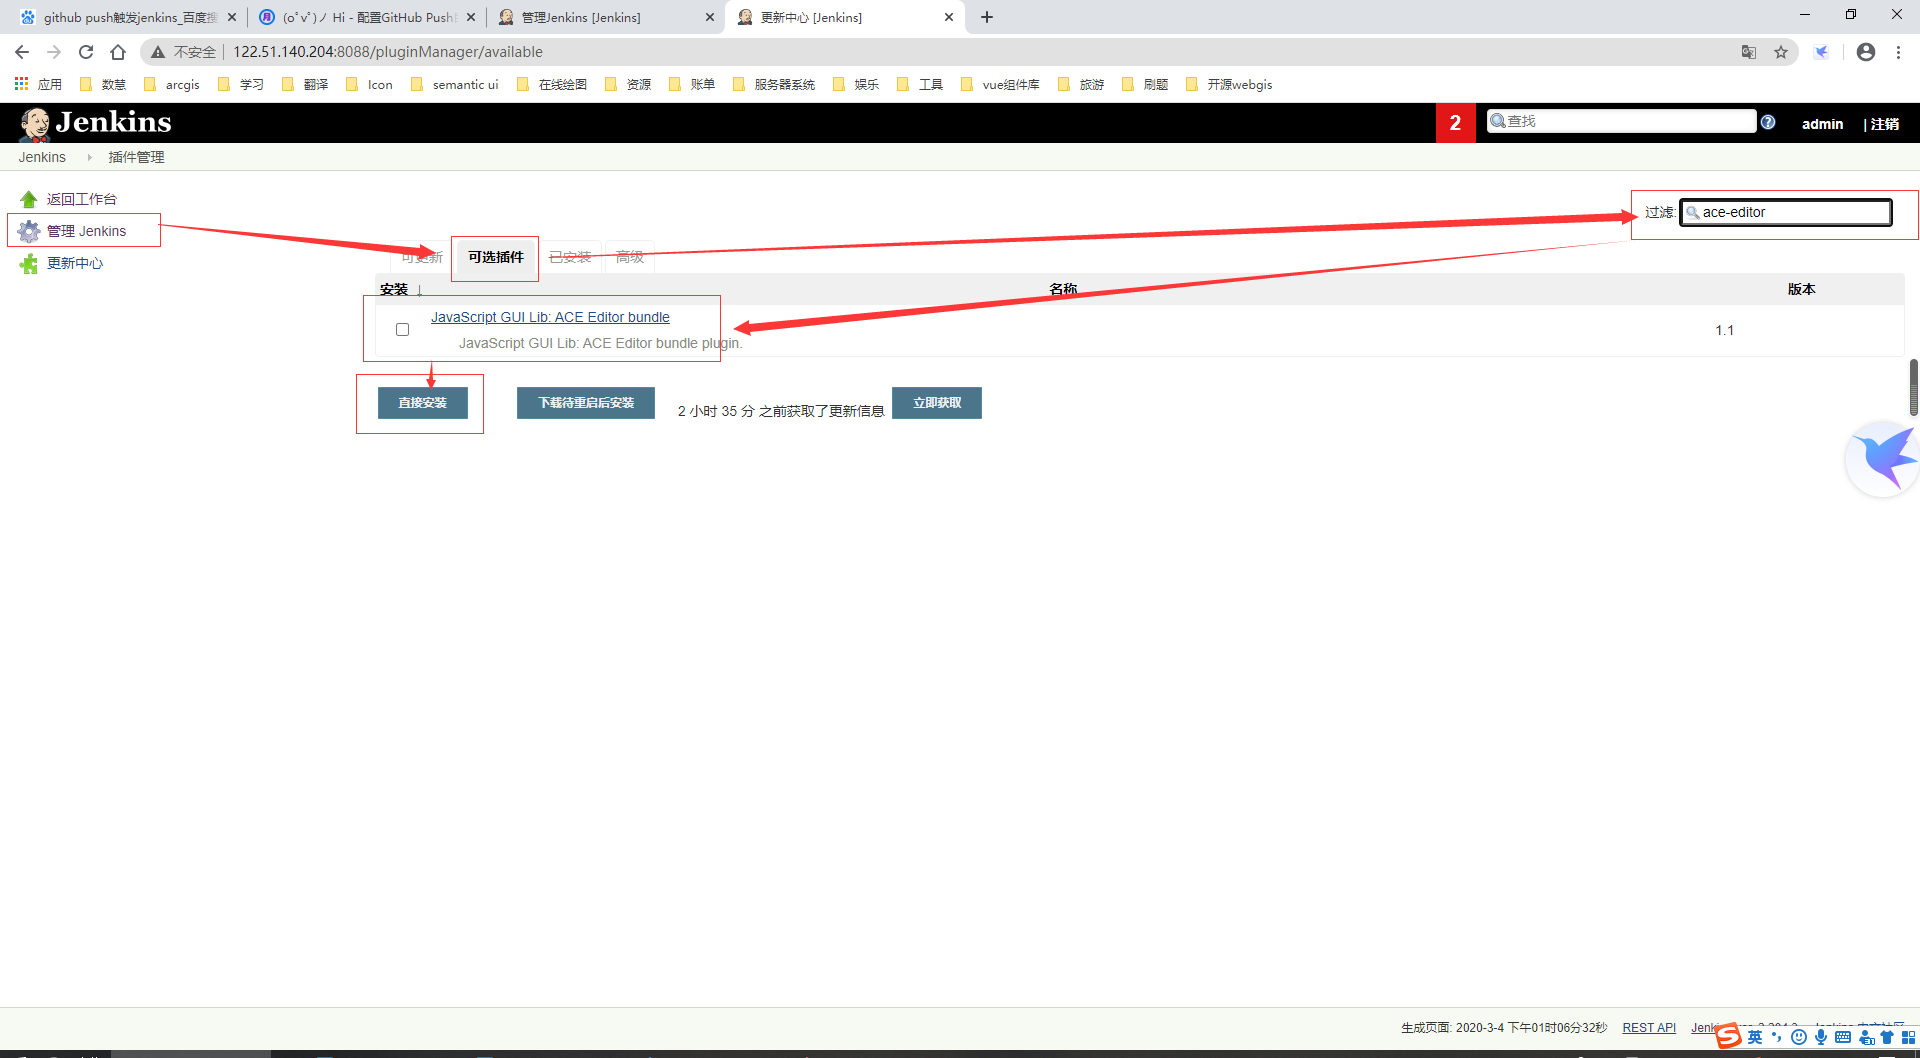 github push触发jenkins_百度搜
(oﾟvﾟ)ノ Hi - 配置GitHub Push
管理Jenkins [Jenkins]
更新中心 [Jenkins]
不安全
122.51.140.204:8088/pluginManager/available
应用
数慧
arcgis
学习
翻译
Icon
semantic ui
在线绘图
资源
账单
服务器系统
娱乐
工具
vue组件库
旅游
刷题
开源webgis
Jenkins
2
查找
admin
| 注销
Jenkins
插件管理
返回工作台
管理 Jenkins
更新中心
过滤:
ace-editor
可更新
可选插件
已安装
高级
安装 ↓
名称
版本
JavaScript GUI Lib: ACE Editor bundle
JavaScript GUI Lib: ACE Editor bundle plugin.
1.1
直接安装
下载待重启后安装
2 小时 35 分 之前获取了更新信息
立即获取
生成页面: 2020-3-4 下午01时06分32秒
REST API
英